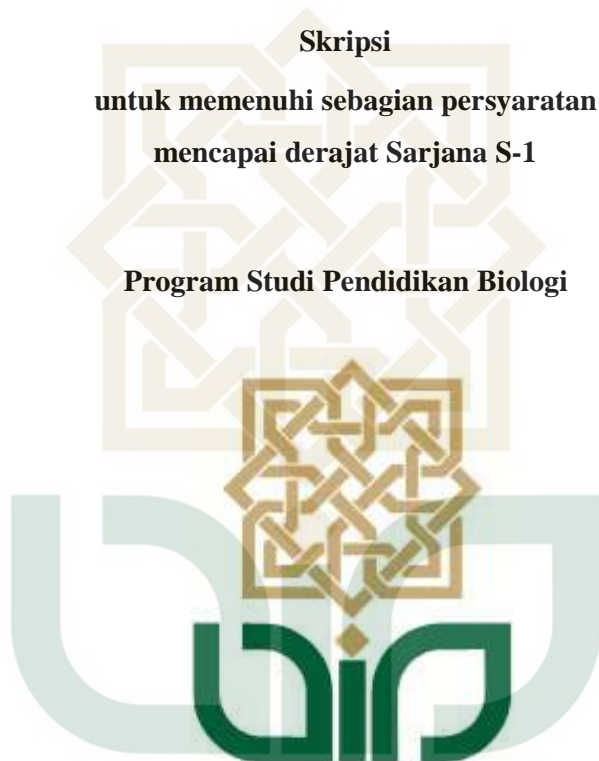 Skripsi
untuk memenuhi sebagian persyaratan
mencapai derajat Sarjana S-1
Program Studi Pendidikan Biologi